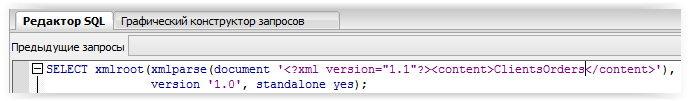 Редактор SQL Графический конструктор запросов
Предыдущие запросы
SELECT xmlroot(xmlparse(document '<?xml version="1.1"?><content>ClientsOrders</content>'),
version '1.0', standalone yes);